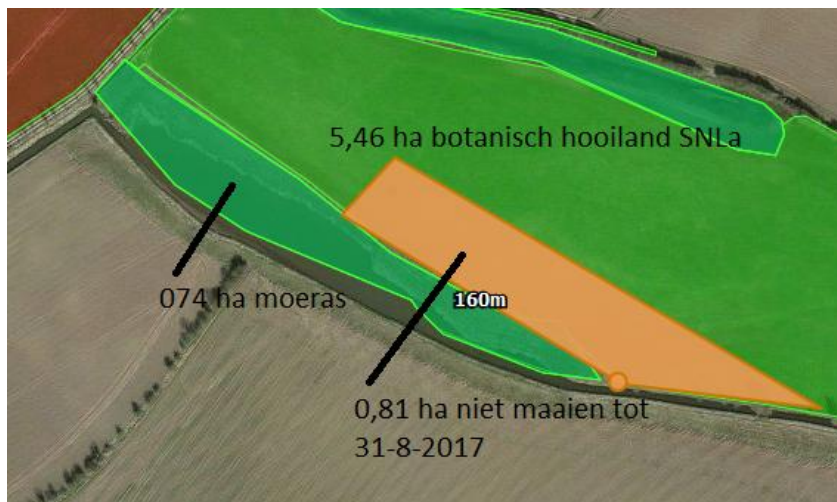 5,46 ha botanisch hooiland SNLa
074 ha moeras
160m
0,81 ha niet maaien tot
31-8-2017